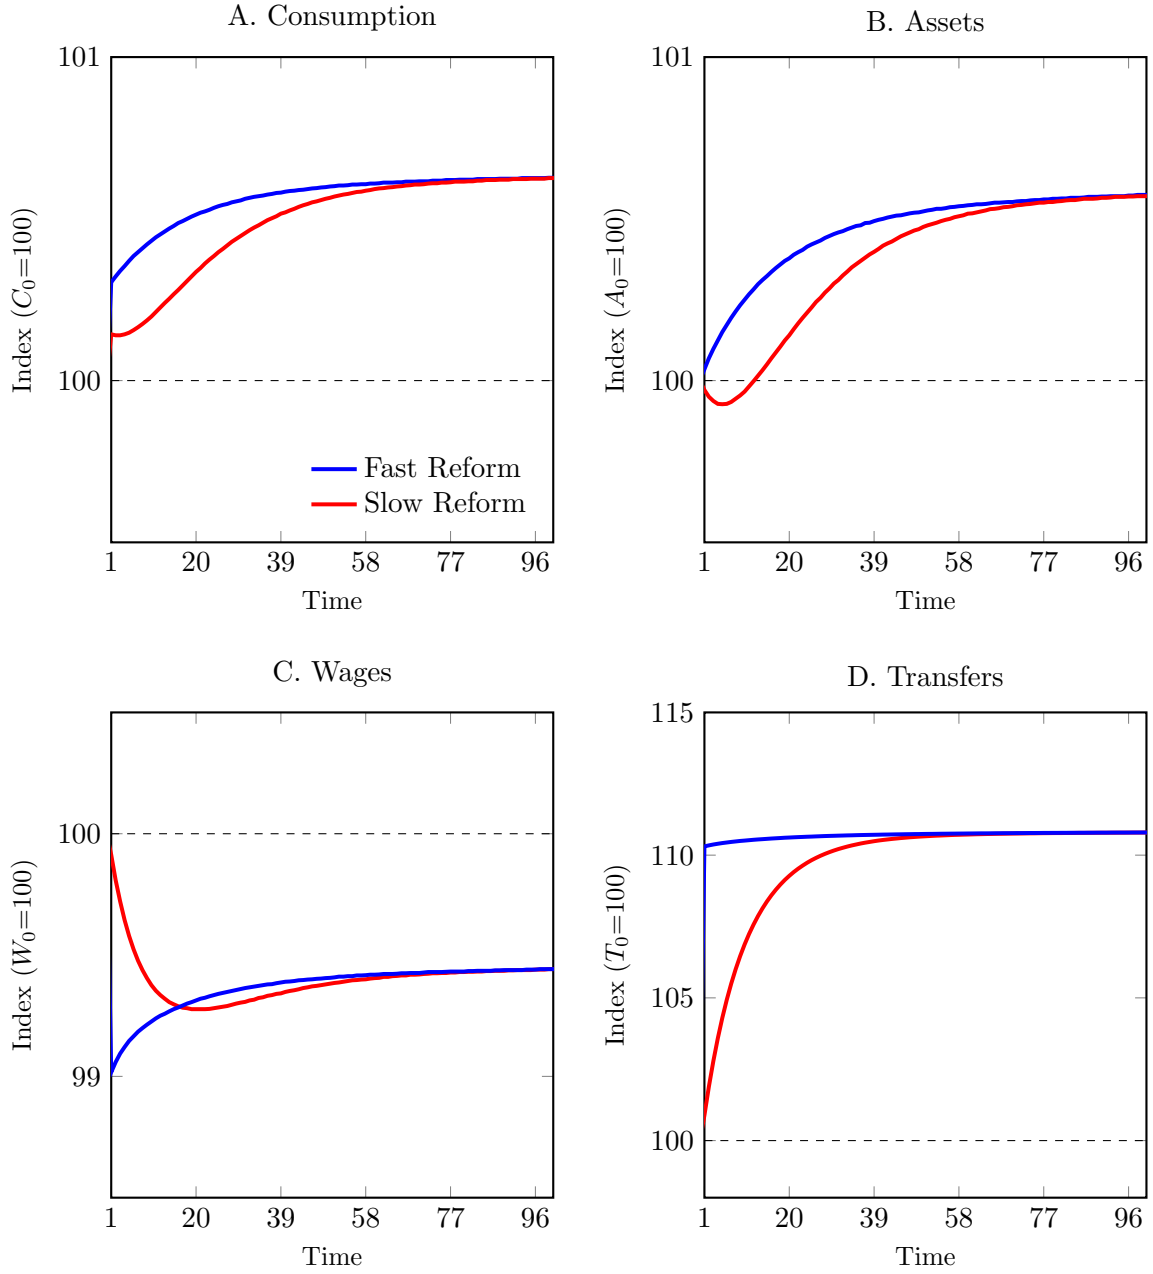 A. Consumption
101
100
Index (C₀=100)
Fast Reform
Slow Reform
1 20 39 58 77 96
Time
B. Assets
101
100
Index (A₀=100)
1 20 39 58 77 96
Time
C. Wages
100
99
Index (W₀=100)
1 20 39 58 77 96
Time
D. Transfers
115
110
105
100
Index (T₀=100)
1 20 39 58 77 96
Time